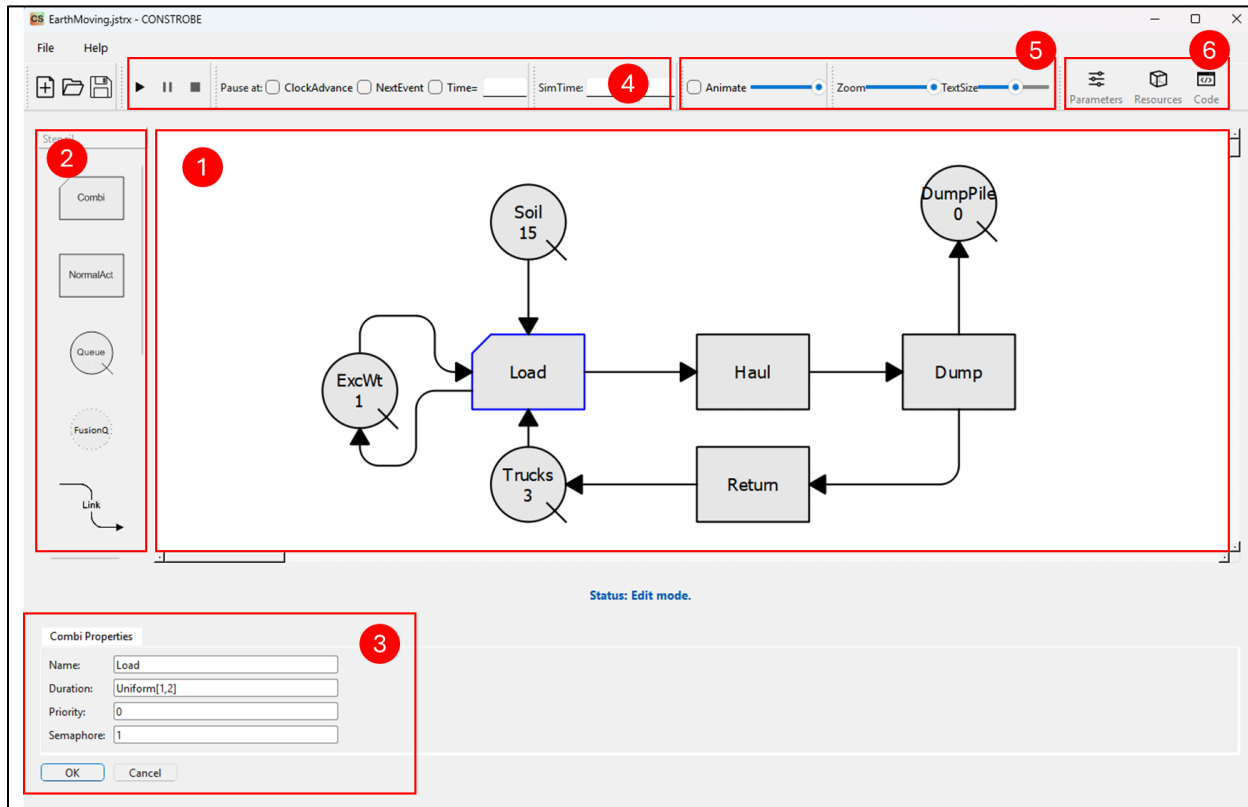 CS EarthMoving.jstrx - CONSTROBE
File Help
5 6
Pause at: ClockAdvance NextEvent Time= SimTime: 4 Animate Zoom TextSize
Parameters Resources Code
Stencil
2 1
Combi
NormalAct
Queue
FusionQ
Link
Soil
15
DumpPile
0
ExcWt
1
Load
Haul
Dump
Trucks
3
Return
Status: Edit mode.
Combi Properties 3
Name: Load
Duration: Uniform[1,2]
Priority: 0
Semaphore: 1
OK Cancel